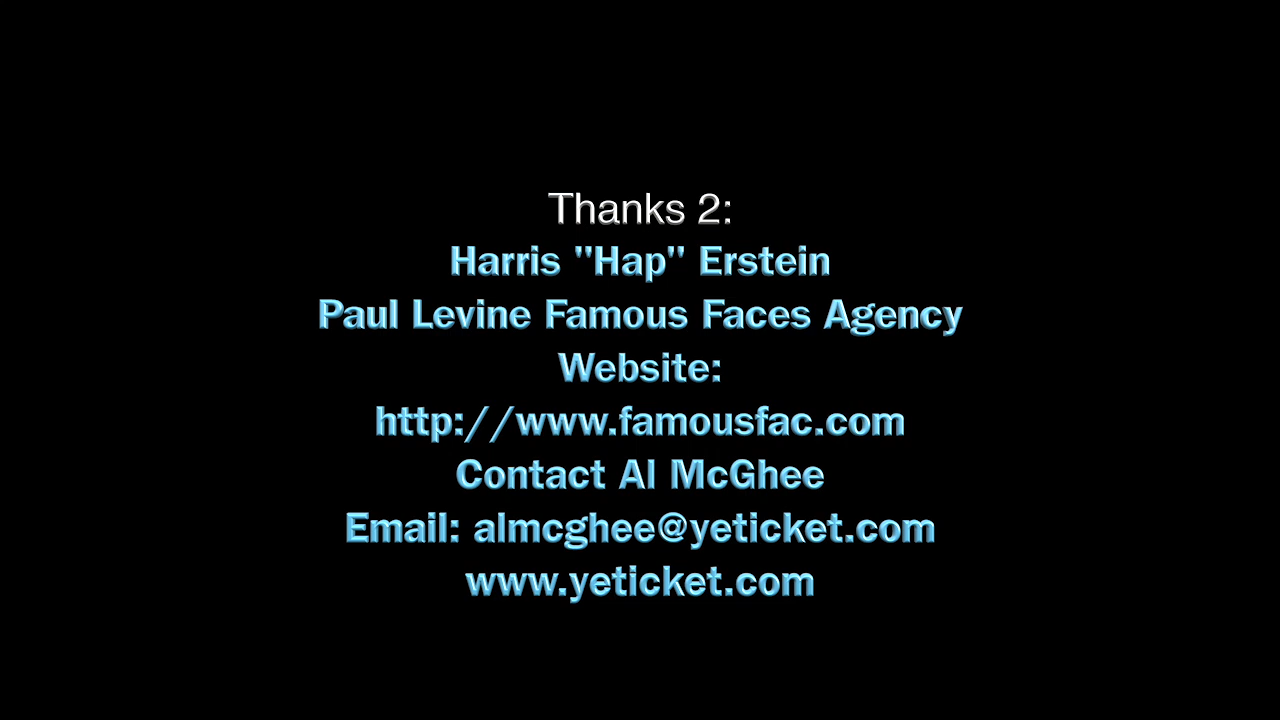 Thanks 2:
Harris "Hap" Erstein
Paul Levine Famous Faces Agency
Website:
http://www.famousfac.com
Contact Al McGhee
Email: almcghee@yeticket.com
www.yeticket.com